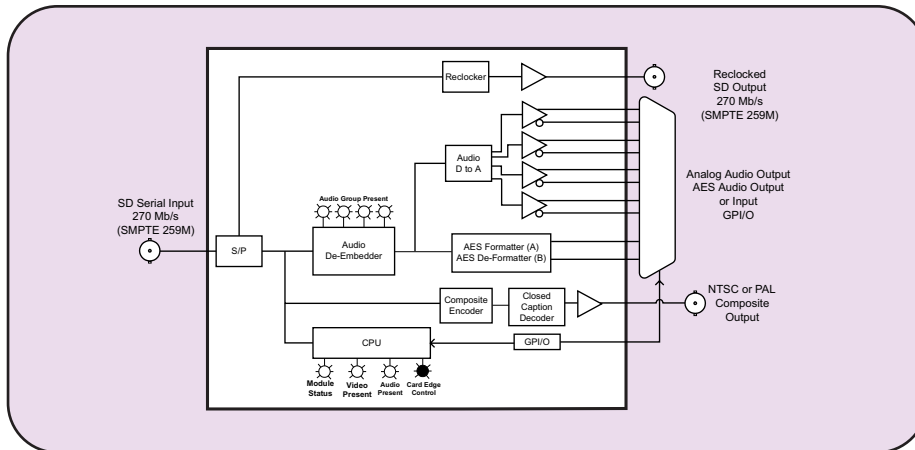 Reclocker
Reclocked
SD Output
270 Mb/s
(SMPTE 259M)
Audio
D to A
Analog Audio Output
AES Audio Output
or Input
GPI/O
SD Serial Input
270 Mb/s
(SMPTE 259M)
Audio Group Present
S/P
Audio
De-Embedder
AES Formatter (A)
AES De-Formatter (B)
Composite
Encoder
Closed
Caption
Decoder
NTSC or PAL
Composite
Output
CPU
GPI/O
Module
Status
Video
Present
Audio
Present
Card Edge
Control